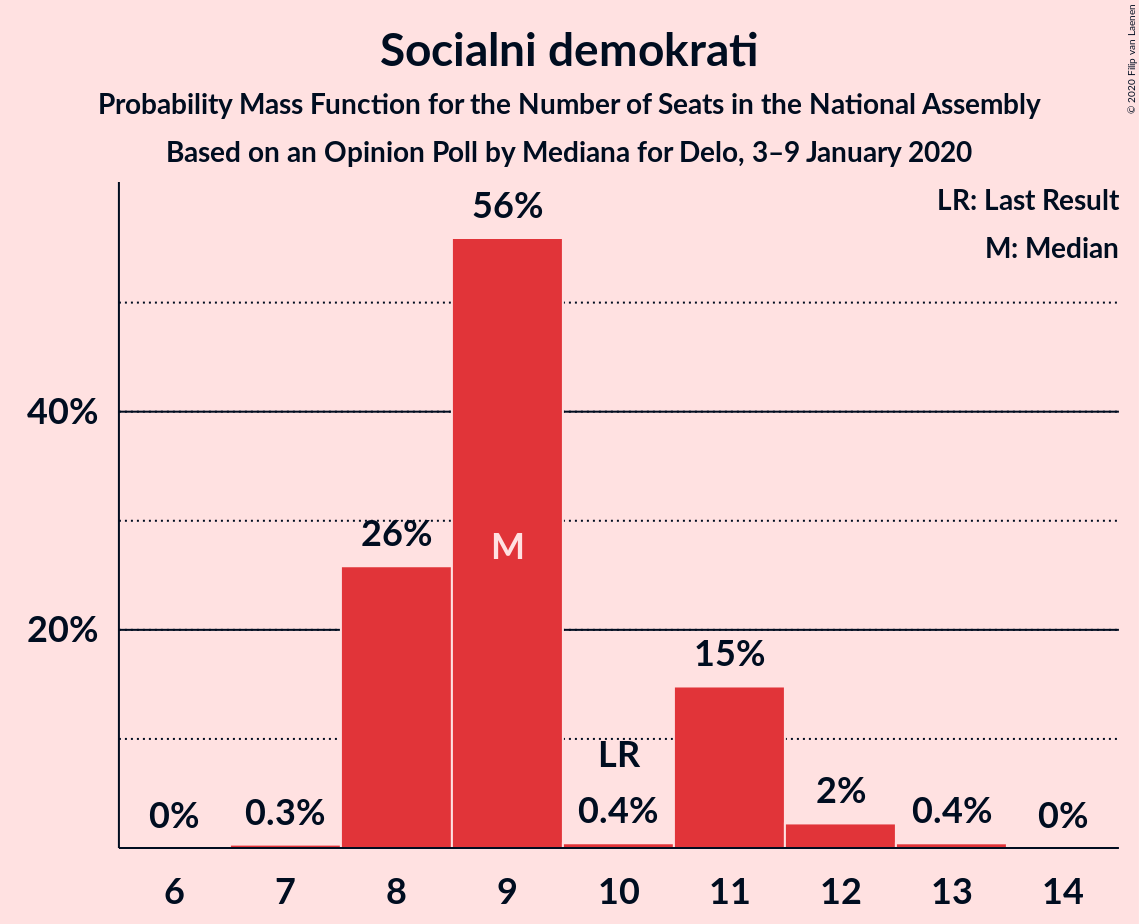 Socialni demokrati
Probability Mass Function for the Number of Seats in the National Assembly
Based on an Opinion Poll by Mediana for Delo, 3–9 January 2020
© 2020 Filip van Laenen
LR: Last Result
M: Median
56%
40%
26%
M
20%
15%
LR
0%
0.3%
0.4%
2%
0.4%
0%
6 7 8 9 10 11 12 13 14